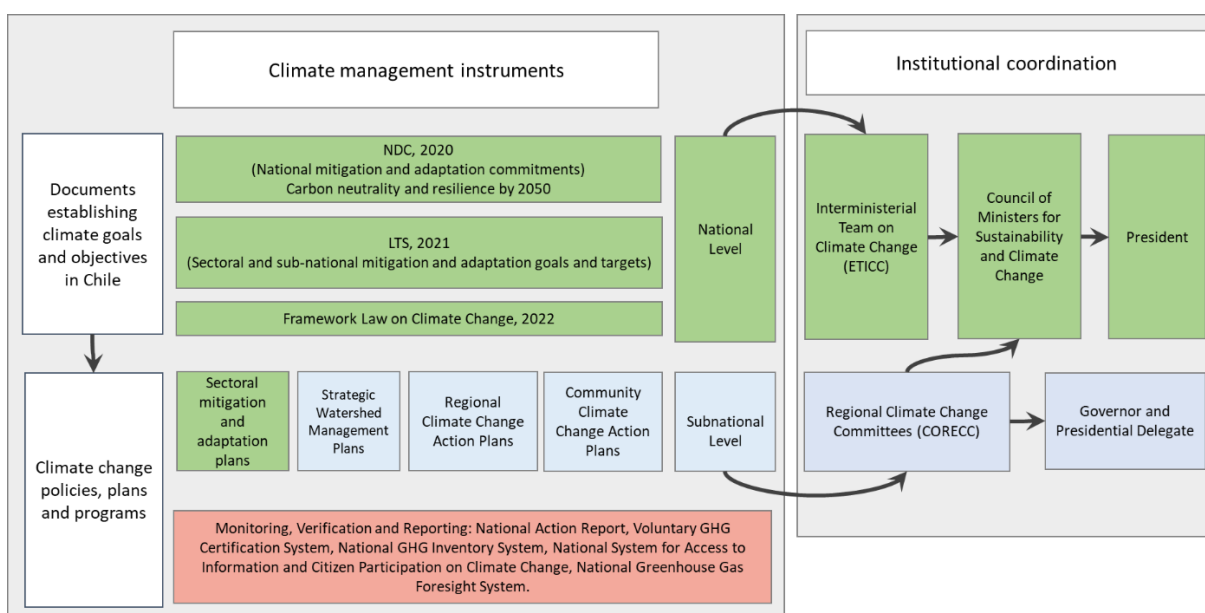 Climate management instruments
Institutional coordination
Documents
establishing
climate goals
and objectives
in Chile
NDC, 2020
(National mitigation and adaptation commitments)
Carbon neutrality and resilience by 2050
LTS, 2021
(Sectoral and sub-national mitigation and adaptation goals and targets)
Framework Law on Climate Change, 2022
National
Level
Interministerial
Team on
Climate Change
(ETICC)
Council of
Ministers for
Sustainability
and Climate
Change
President
Climate change
policies, plans
and programs
Sectoral
mitigation
and
adaptation
plans
Strategic
Watershed
Management
Plans
Regional
Climate Change
Action Plans
Community
Climate
Change Action
Plans
Subnational
Level
Regional Climate Change
Committees (CORECC)
Governor and
Presidential Delegate
Monitoring, Verification and Reporting: National Action Report, Voluntary GHG
Certification System, National GHG Inventory System, National System for Access to
Information and Citizen Participation on Climate Change, National Greenhouse Gas
Foresight System.